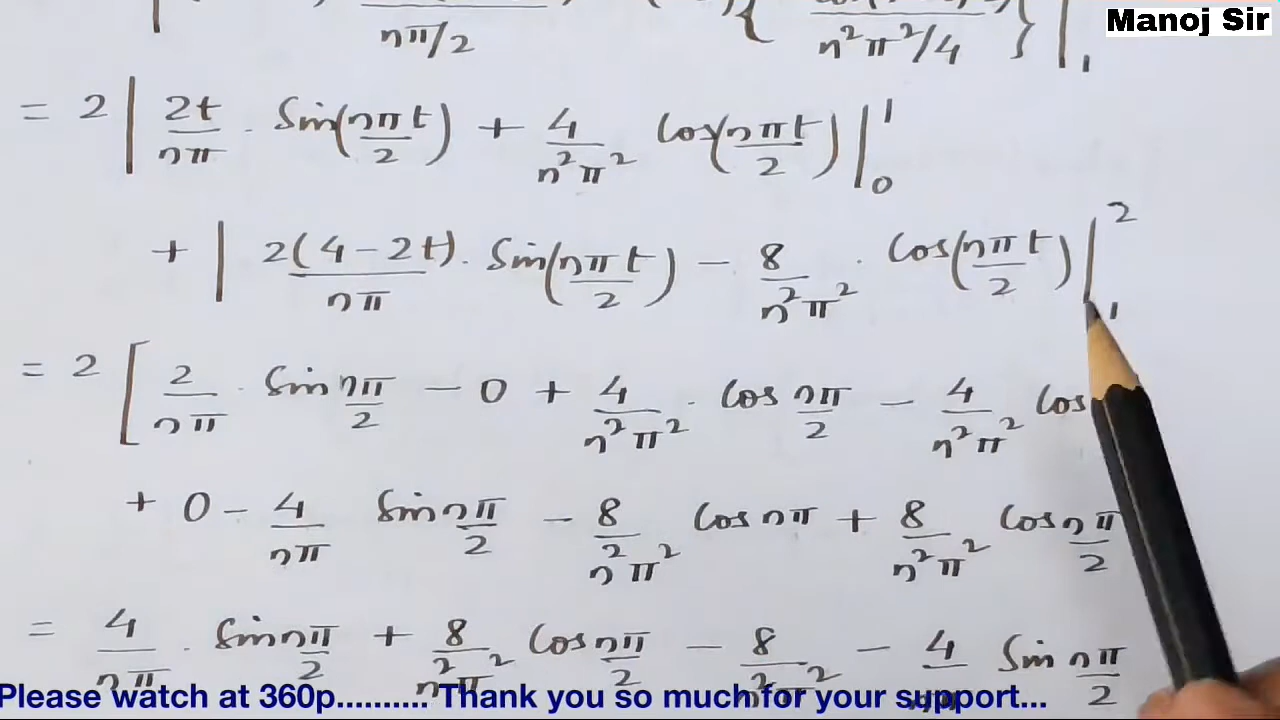 Manoj Sir
nπ/2 n²π²/4 } |₁
= 2 | 2t/nπ · Sin(nπt/2) + 4/n²π² Cos(nπt/2) |₀¹
+ | 2(4-2t)/nπ · Sin(nπt/2) - 8/n²π² · Cos(nπt/2) |₁²
= 2 [ 2/nπ · Sin nπ/2 - 0 + 4/n²π² · Cos nπ/2 - 4/n²π² Cos
+ 0 - 4/nπ Sin nπ/2 - 8/n²π² Cos nπ + 8/n²π² Cos nπ/2
= 4/nπ · Sin nπ/2 + 8/n²π² Cos nπ/2 - 8/n²π² - 4 Sin nπ/2
Please watch at 360p.......... Thank you so much for your support...